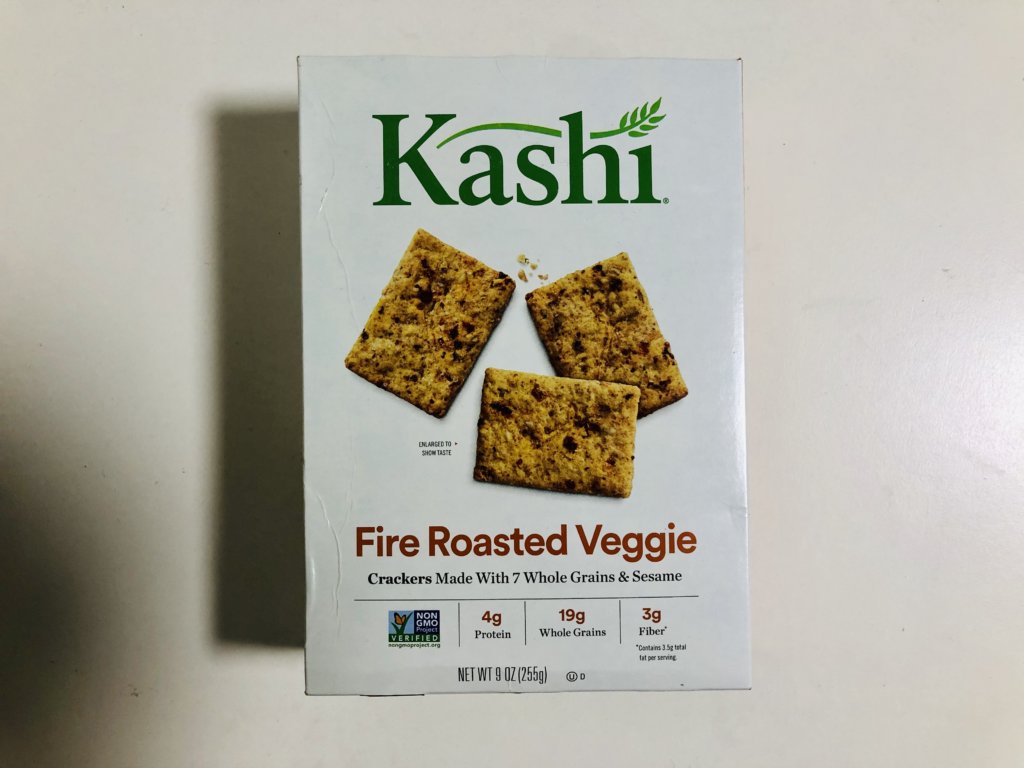 Kashi®
ENLARGED TO
SHOW TASTE
Fire Roasted Veggie
Crackers Made With 7 Whole Grains & Sesame
NON
GMO
Project
VERIFIED
nongmoproject.org
4g
Protein
19g
Whole Grains
3g
Fiber*
*Contains 3.5g total
fat per serving.
NET WT 9 OZ (255g)
U D